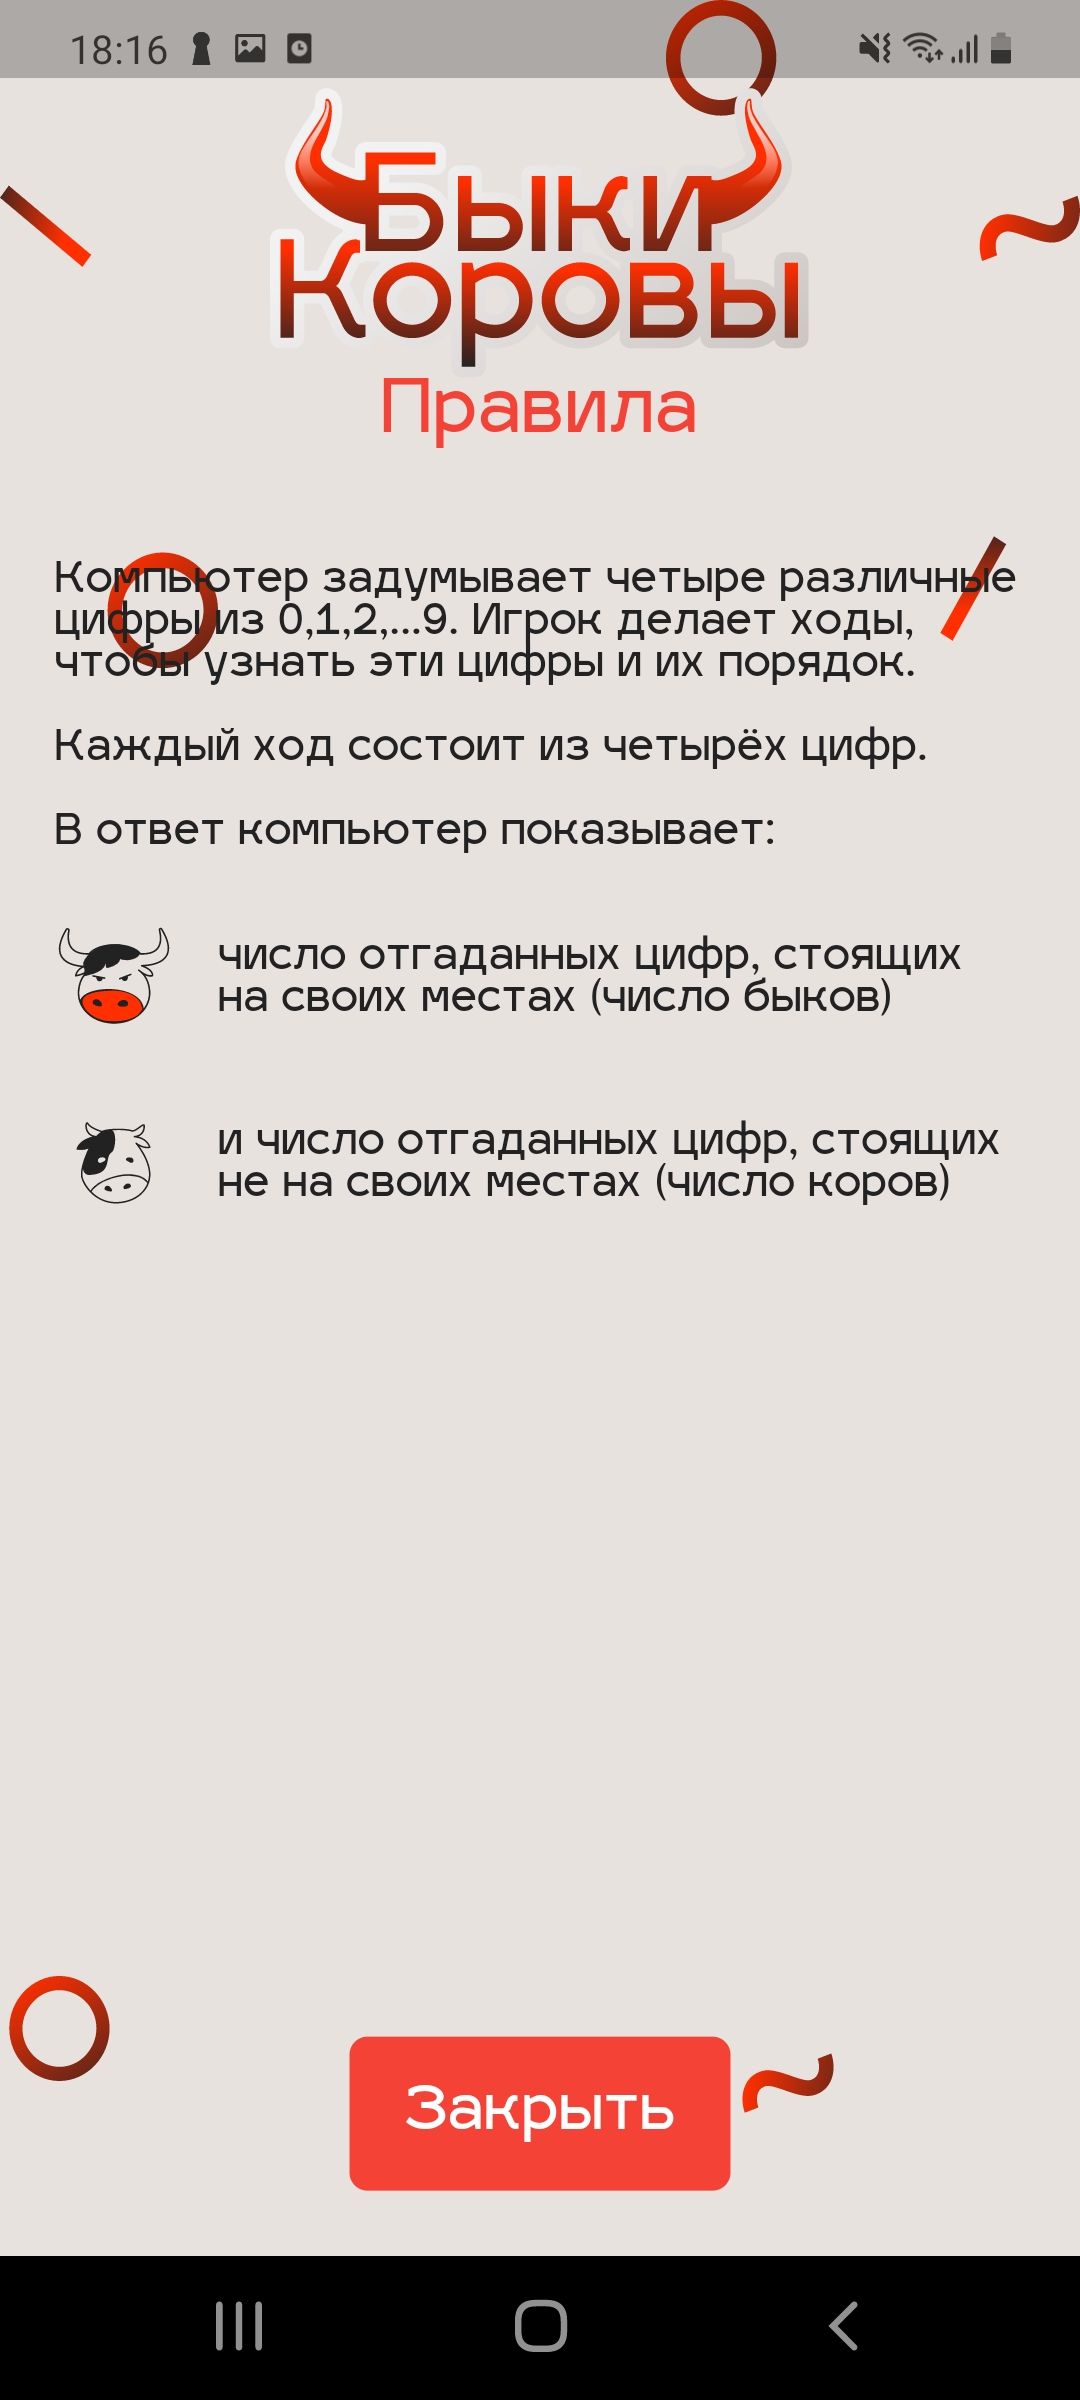 18:16
Быки
Коровы
Правила
Компьютер задумывает четыре различные
цифры из 0,1,2,...9. Игрок делает ходы,
чтобы узнать эти цифры и их порядок.
Каждый ход состоит из четырёх цифр.
В ответ компьютер показывает:
число отгаданных цифр, стоящих
на своих местах (число быков)
и число отгаданных цифр, стоящих
не на своих местах (число коров)
Закрыть